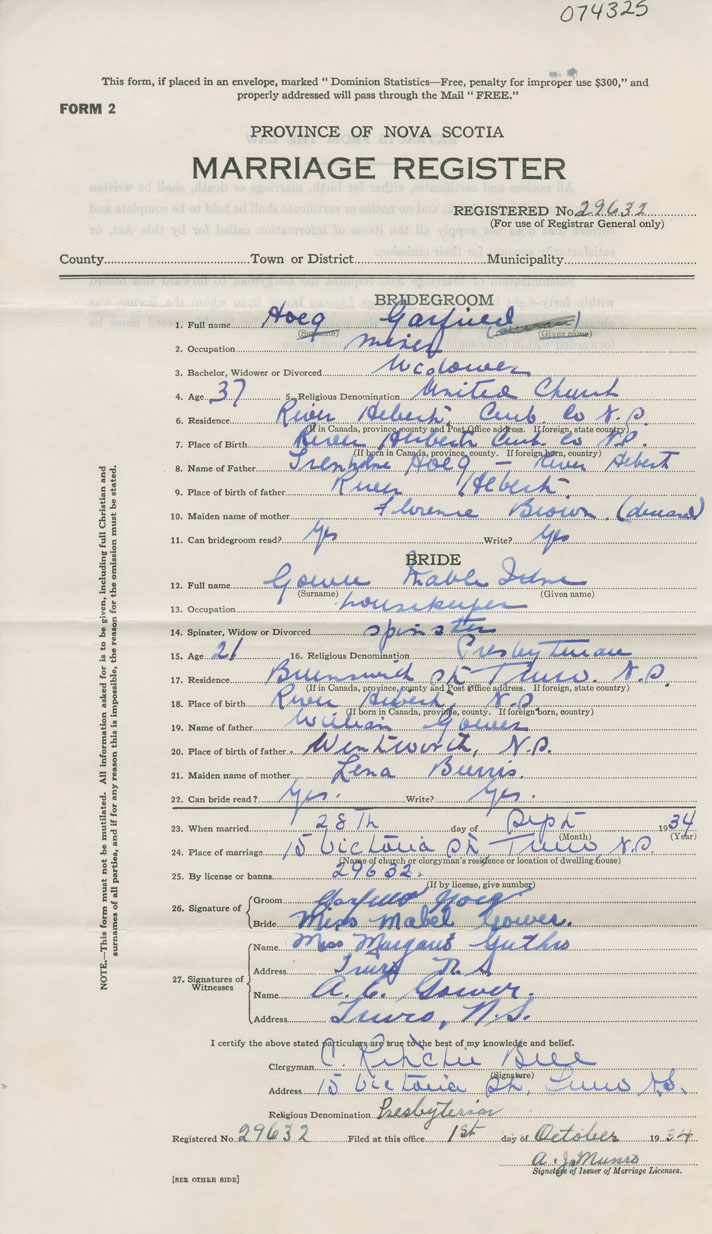 074325
This form, if placed in an envelope, marked "Dominion Statistics—Free, penalty for improper use $300," and
properly addressed will pass through the Mail "FREE."
FORM 2
PROVINCE OF NOVA SCOTIA
MARRIAGE REGISTER
REGISTERED No. 29632
(For use of Registrar General only)
County Town or District Municipality
BRIDEGROOM
1. Full name Hoeg Garfield
(Surname) (Given name)
2. Occupation miner
3. Bachelor, Widower or Divorced Widower
4. Age 37 5. Religious Denomination United Church
6. Residence River Hebert, Cumb. Co N.S.
(If in Canada, province, county and Post Office address. If foreign, state country)
7. Place of Birth River Hebert Cumb. Co N.S.
(If born in Canada, province, county. If foreign born, country)
8. Name of Father Trenholme Hoeg — River Hebert
9. Place of birth of father River Hebert
10. Maiden name of mother Florence Brown. (deceased)
11. Can bridegroom read? Yes Write? Yes
BRIDE
12. Full name Gower Mable
(Surname) (Given name)
13. Occupation housekeeper
14. Spinster, Widow or Divorced spinster
15. Age 21 16. Religious Denomination Presbyterian
17. Residence Brunswick St. Truro. N.S.
(If in Canada, province, county and Post Office address. If foreign, state country)
18. Place of birth River Hebert, N.S.
(If born in Canada, province, county. If foreign born, country)
19. Name of father William Gower
20. Place of birth of father Wentworth, N.S.
21. Maiden name of mother Lena Burris.
22. Can bride read? Yes. Write? Yes.
23. When married 28th day of Sept 1934
(Month) (Year)
24. Place of marriage 15 Victoria St, Truro, N.S.
(Name of church or clergyman's residence or location of dwelling house)
25. By license or banns 29632.
(If by license, give number)
26. Signature of Groom Garfield Hoeg
Bride Miss Mabel Gower.
27. Signatures of Witnesses
Name Miss Margaret Guthro
Address Truro N.S.
Name A. C. Gower.
Address Truro, N.S.
I certify the above stated particulars are true to the best of my knowledge and belief.
Clergyman C. Ritchie Bell
(Signature)
Address 15 Victoria St, Truro N.S.
Religious Denomination Presbyterian
Registered No. 29632 Filed at this office 1st day of October 1934
A. J. Munro
Signature of Issuer of Marriage Licenses.
[SEE OTHER SIDE]
NOTE.—This form must not be mutilated. All information asked for is to be given, including full Christian and
surnames of all parties, and if for any reason this is impossible, the reason for the omission must be stated.